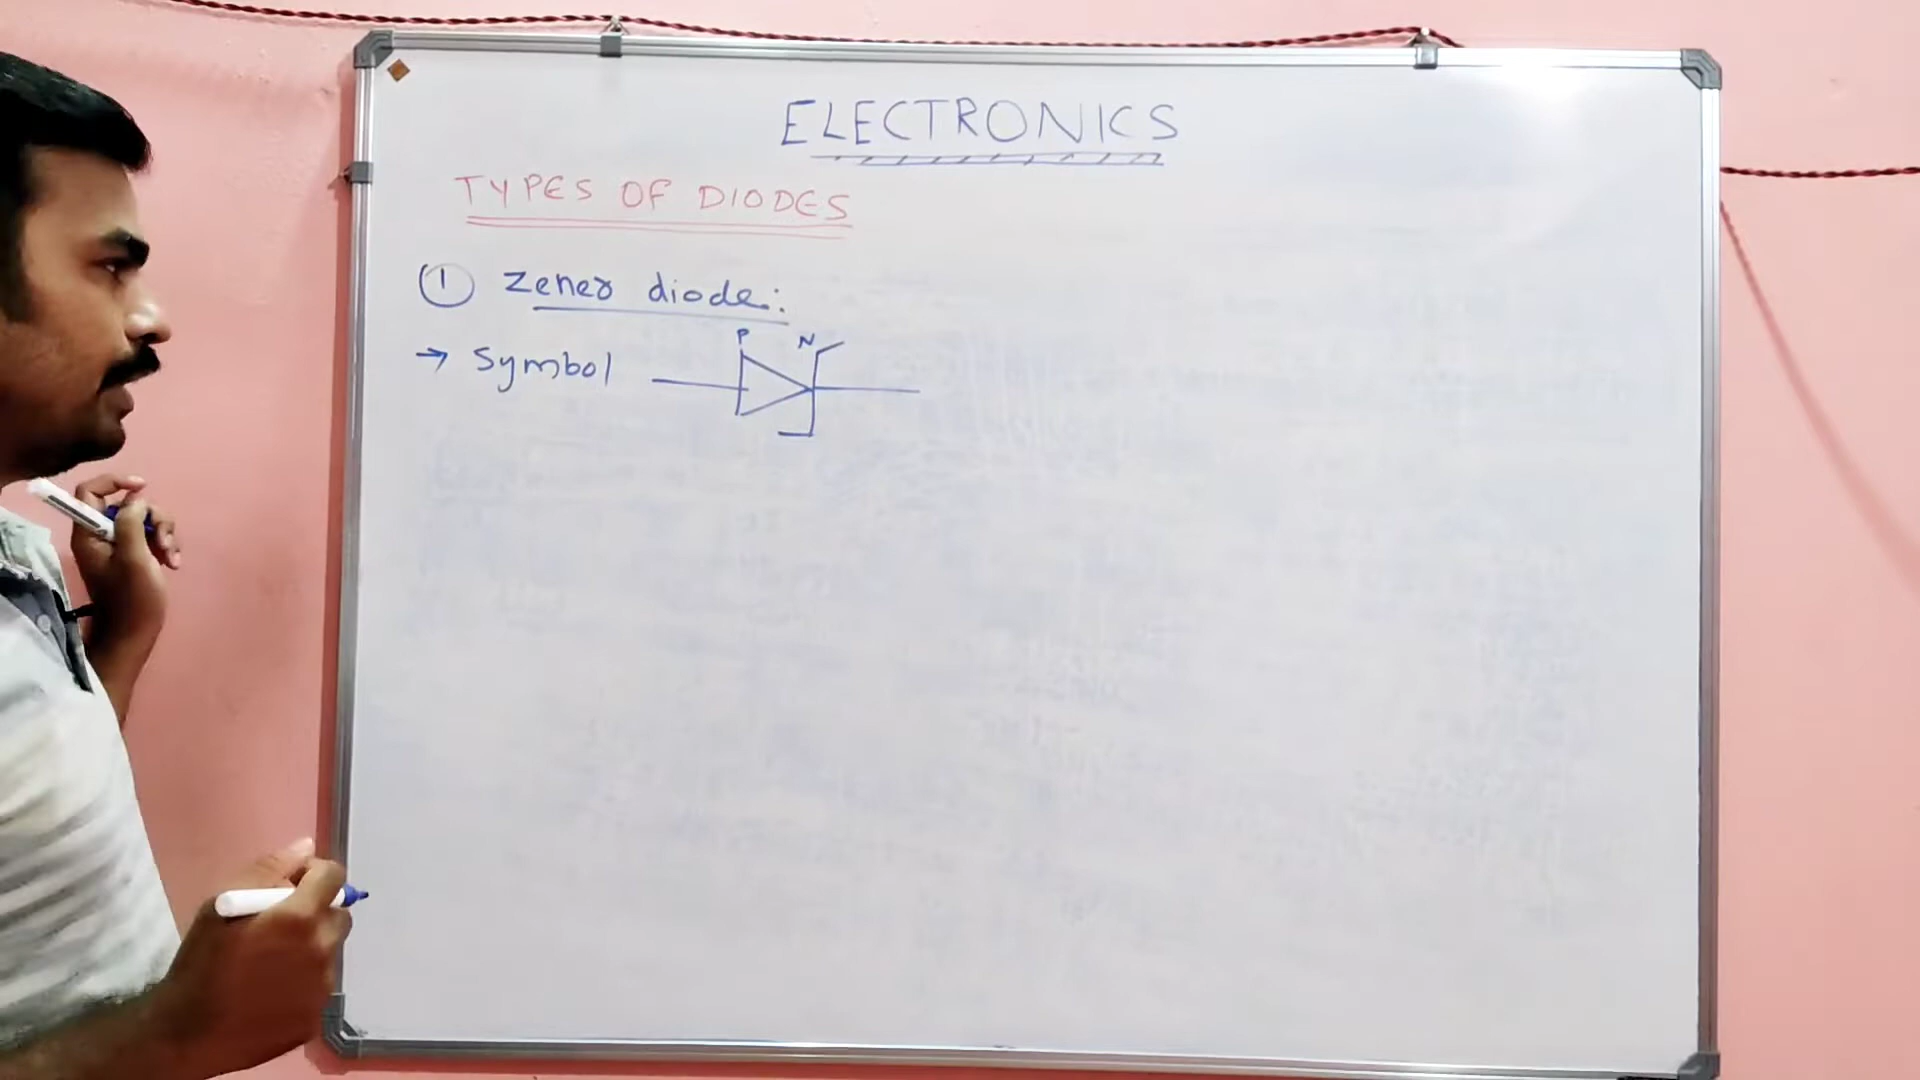 ELECTRONICS
TYPES OF DIODES
① Zener diode:
P N
→ Symbol